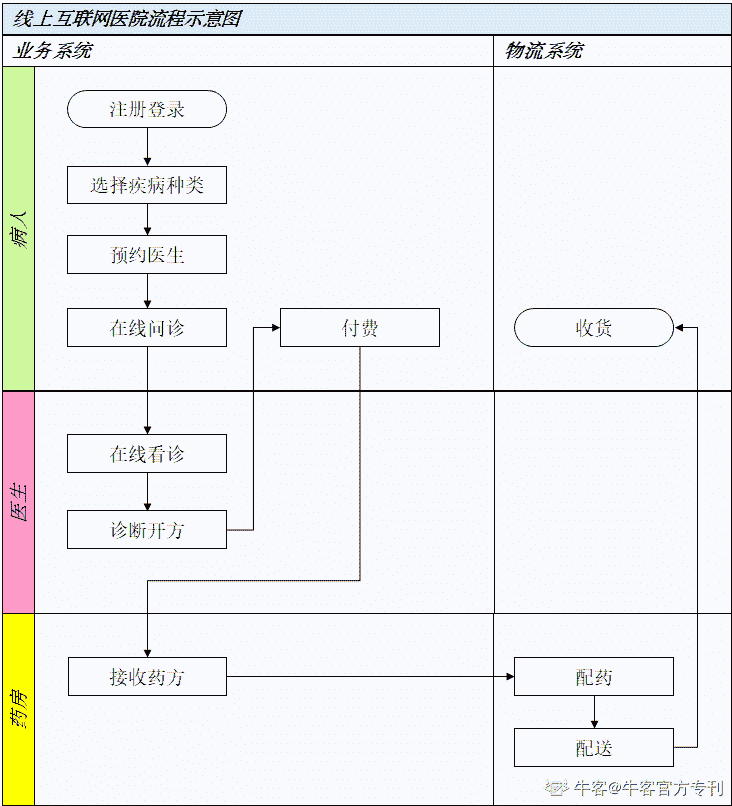 线上互联网医院流程示意图
业务系统
物流系统
病人
注册登录
选择疾病种类
预约医生
在线问诊
付费
收货
医生
在线看诊
诊断开方
药房
接收药方
配药
配送
牛客@牛客官方专刊